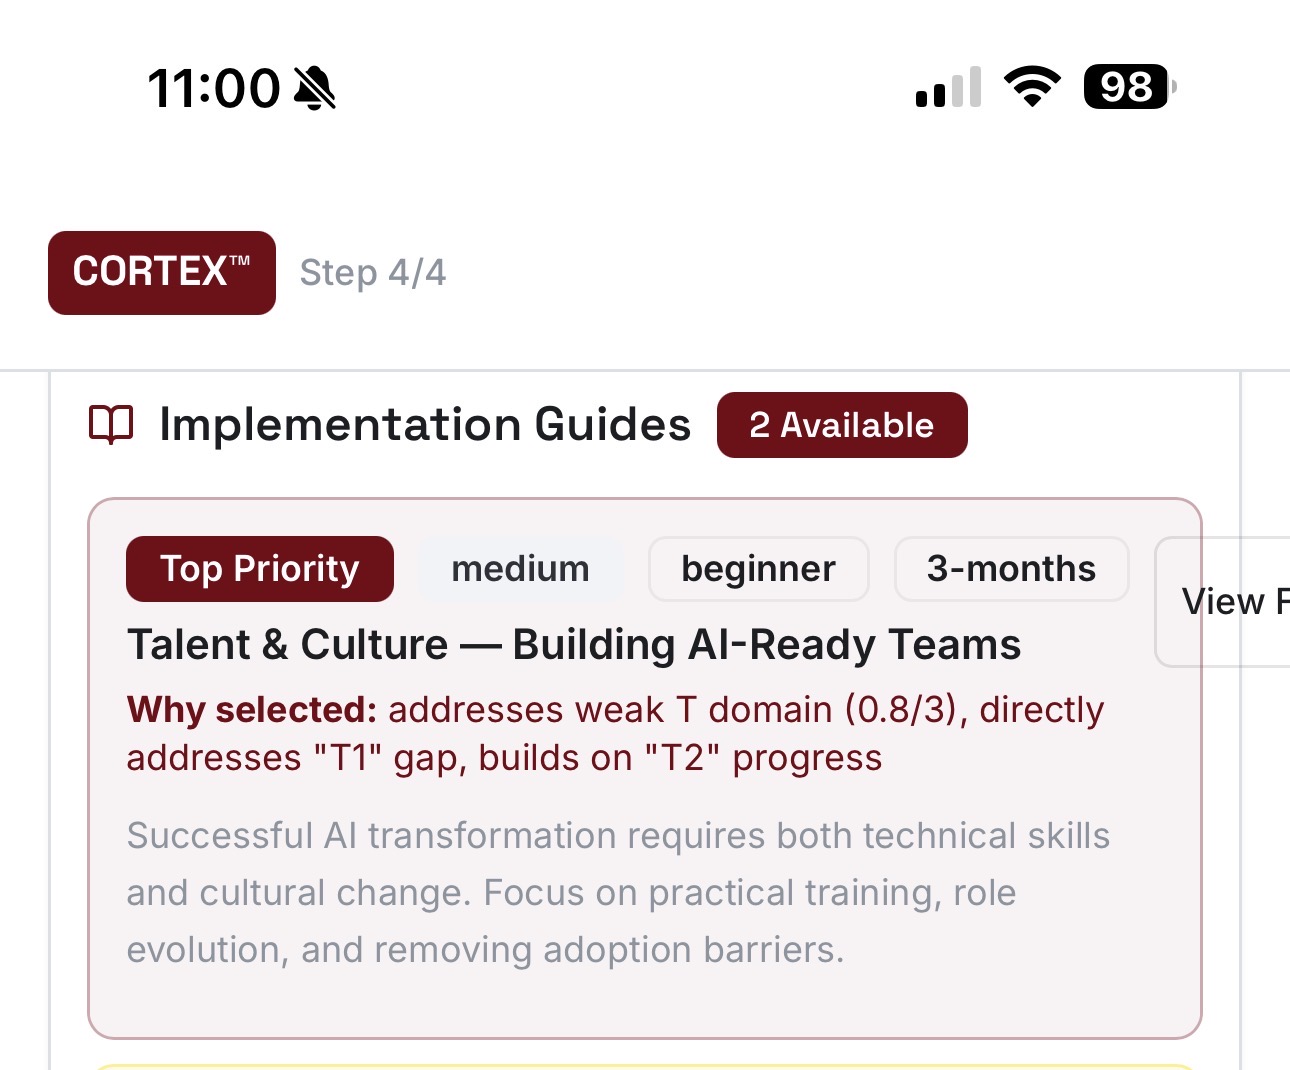 11:00
98
CORTEX™ Step 4/4
Implementation Guides 2 Available
Top Priority medium beginner 3-months
View
Talent & Culture — Building AI-Ready Teams
Why selected: addresses weak T domain (0.8/3), directly
addresses "T1" gap, builds on "T2" progress
Successful AI transformation requires both technical skills
and cultural change. Focus on practical training, role
evolution, and removing adoption barriers.